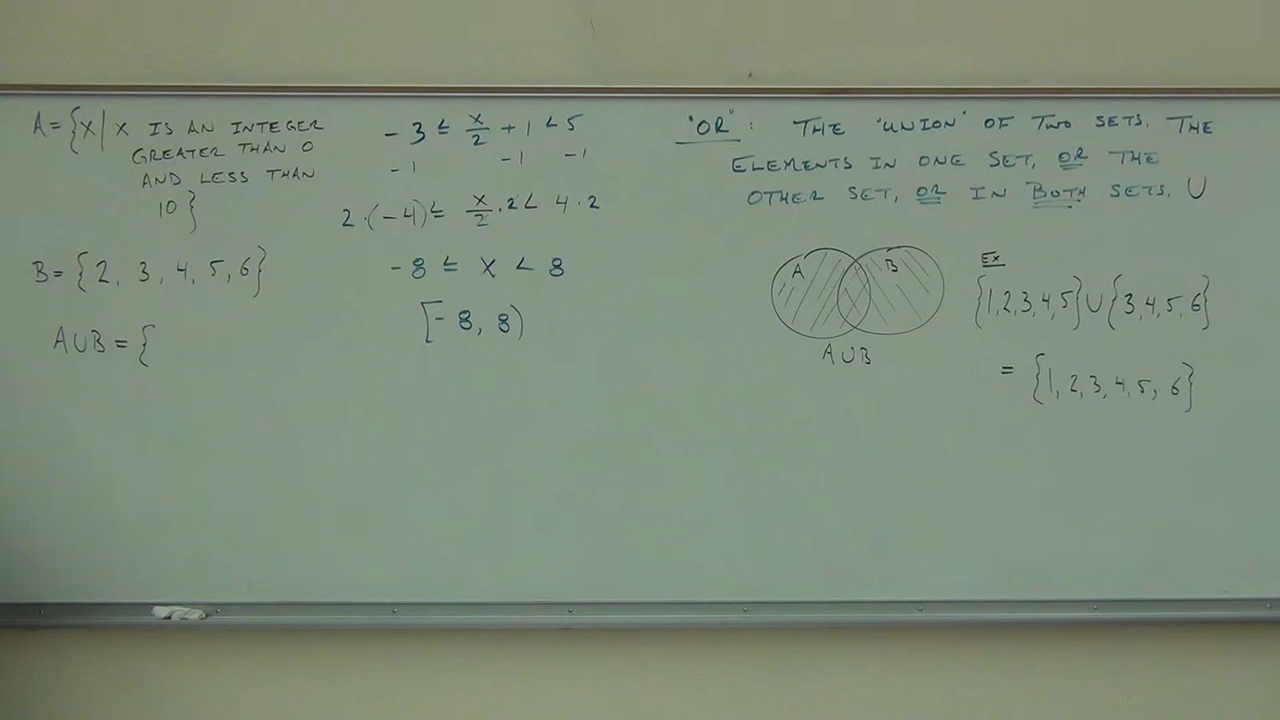 A = {X | X IS AN INTEGER
GREATER THAN 0
AND LESS THAN
10}
B = {2, 3, 4, 5, 6}
A∪B = {
-3 ≤ x/2 + 1 < 5
-1 -1 -1
2·(-4) ≤ x/2 · 2 < 4 · 2
-8 ≤ X < 8
[-8, 8)
"OR": THE "UNION" OF TWO SETS. THE
ELEMENTS IN ONE SET, OR THE
OTHER SET, OR IN BOTH SETS. ∪
A B
A∪B
Ex
{1,2,3,4,5} ∪ {3,4,5,6}
= {1, 2, 3, 4, 5, 6}